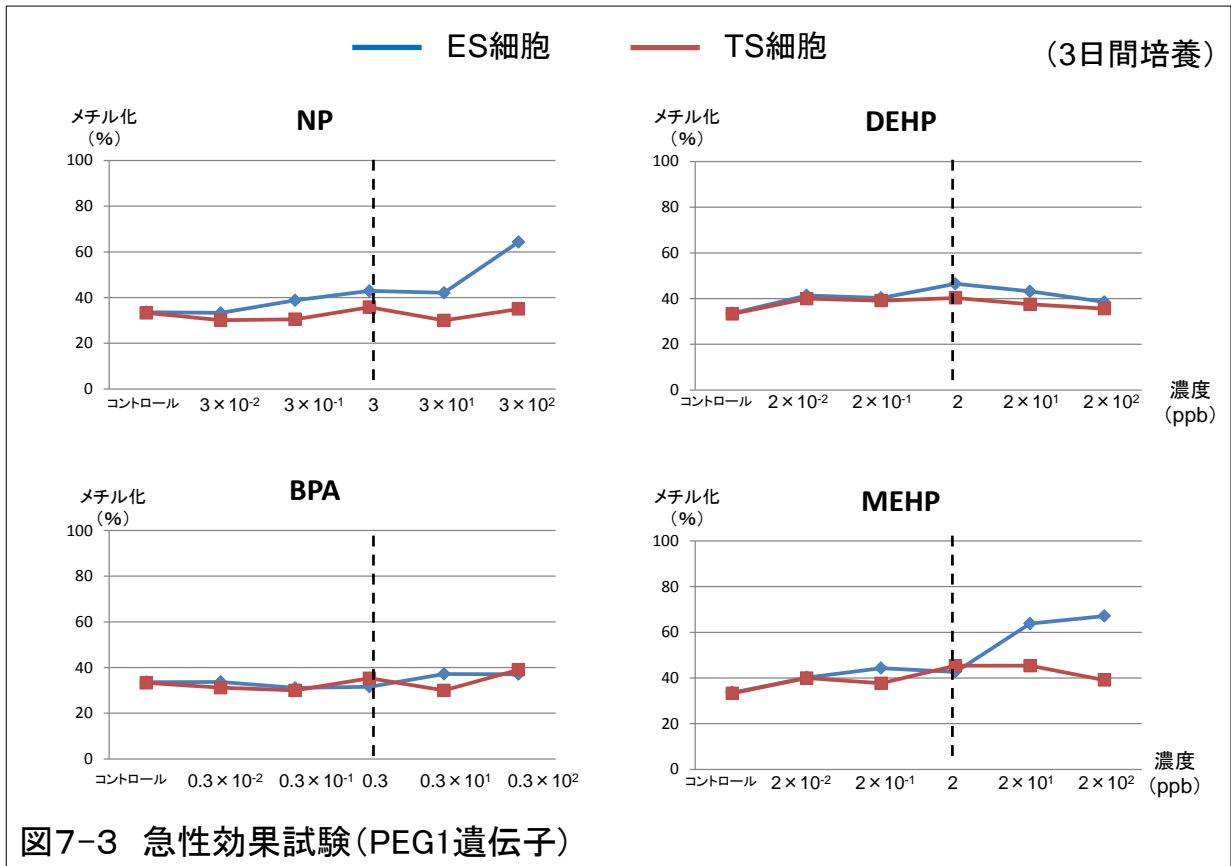 ES細胞 TS細胞 (3日間培養)
メチル化
(%)
NP
100
80
60
40
20
0
コントロール 3×10⁻² 3×10⁻¹ 3 3×10¹ 3×10²
メチル化
(%)
DEHP
100
80
60
40
20
0
コントロール 2×10⁻² 2×10⁻¹ 2 2×10¹ 2×10²
濃度
(ppb)
メチル化
(%)
BPA
100
80
60
40
20
0
コントロール 0.3×10⁻² 0.3×10⁻¹ 0.3 0.3×10¹ 0.3×10²
メチル化
(%)
MEHP
100
80
60
40
20
0
コントロール 2×10⁻² 2×10⁻¹ 2 2×10¹ 2×10²
濃度
(ppb)
図7-3 急性効果試験(PEG1遺伝子)